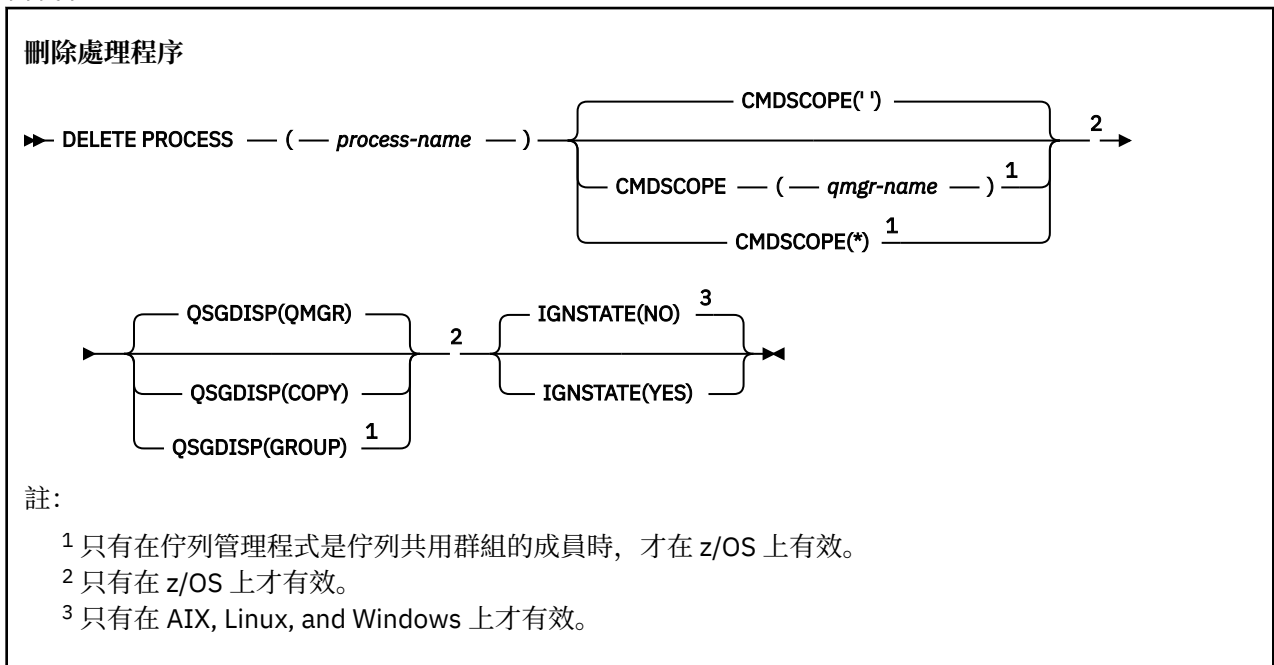 刪除處理程序
CMDSCOPE(' ')
DELETE PROCESS ( process-name ) 2
CMDSCOPE ( qmgr-name ) 1
CMDSCOPE(*) 1
QSGDISP(QMGR) 2 IGNSTATE(NO) 3
QSGDISP(COPY) IGNSTATE(YES)
QSGDISP(GROUP) 1
註：
1 只有在佇列管理程式是佇列共用群組的成員時，才在 z/OS 上有效。
2 只有在 z/OS 上才有效。
3 只有在 AIX, Linux, and Windows 上才有效。